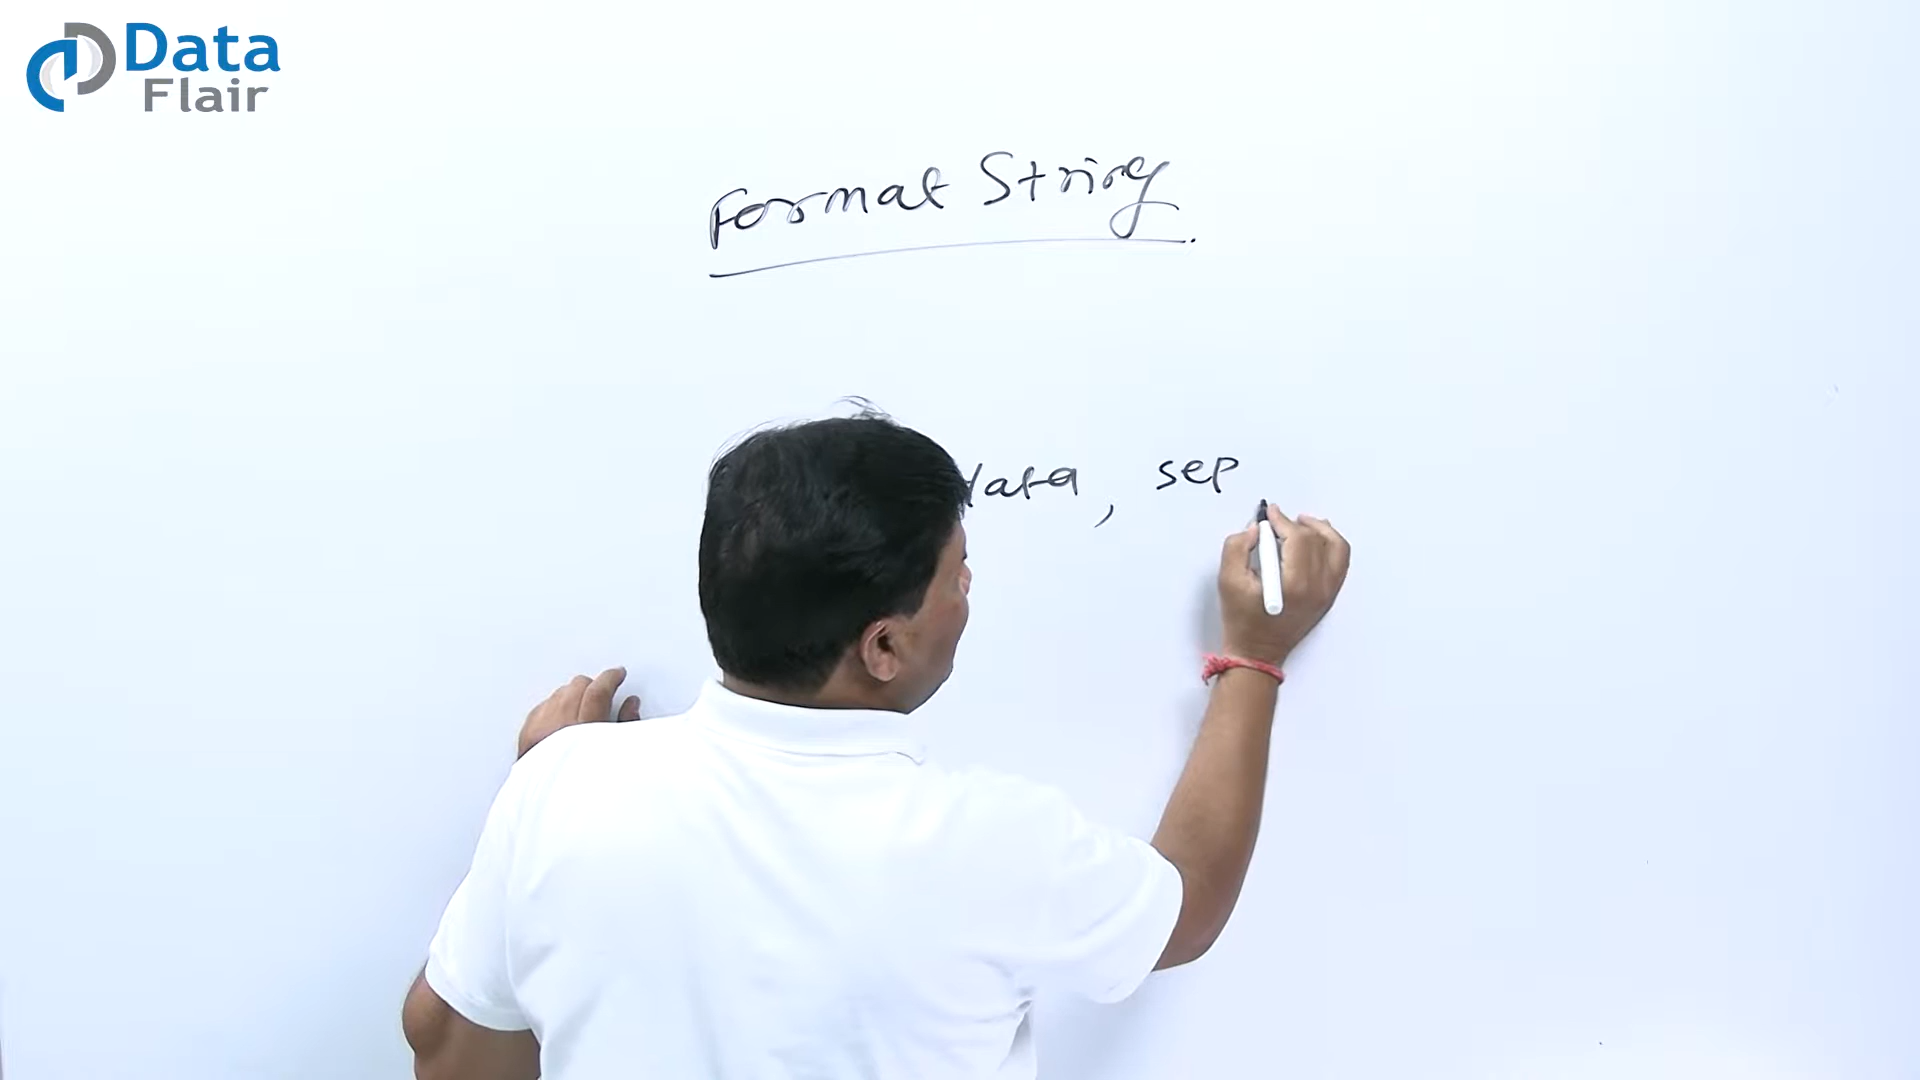 Data
Flair
Format String
data, sep